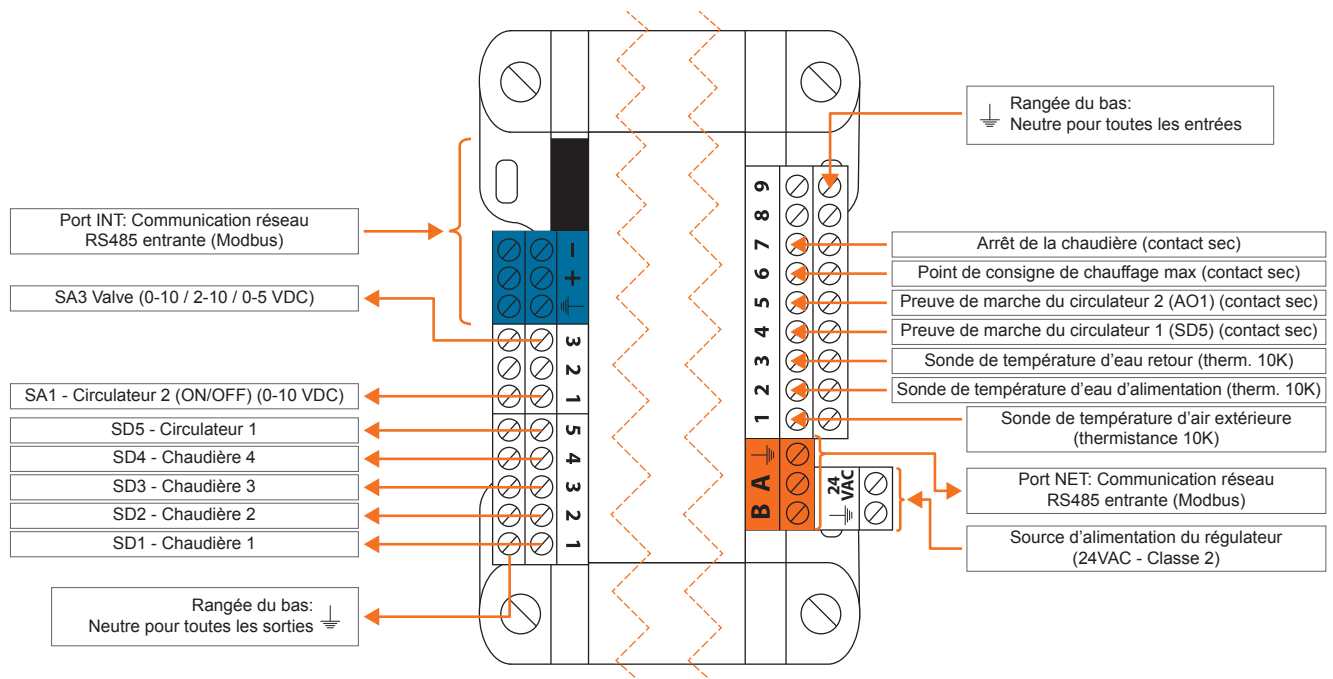 Port INT: Communication réseau
RS485 entrante (Modbus)
SA3 Valve (0-10 / 2-10 / 0-5 VDC)
SA1 - Circulateur 2 (ON/OFF) (0-10 VDC)
SD5 - Circulateur 1
SD4 - Chaudière 4
SD3 - Chaudière 3
SD2 - Chaudière 2
SD1 - Chaudière 1
Rangée du bas:
Neutre pour toutes les sorties
-
+
3
2
1
5
4
3
2
1
9
8
7
6
5
4
3
2
1
A
B
24
VAC
Rangée du bas:
Neutre pour toutes les entrées
Arrêt de la chaudière (contact sec)
Point de consigne de chauffage max (contact sec)
Preuve de marche du circulateur 2 (AO1) (contact sec)
Preuve de marche du circulateur 1 (SD5) (contact sec)
Sonde de température d'eau retour (therm. 10K)
Sonde de température d'eau d'alimentation (therm. 10K)
Sonde de température d'air extérieure
(thermistance 10K)
Port NET: Communication réseau
RS485 entrante (Modbus)
Source d'alimentation du régulateur
(24VAC - Classe 2)